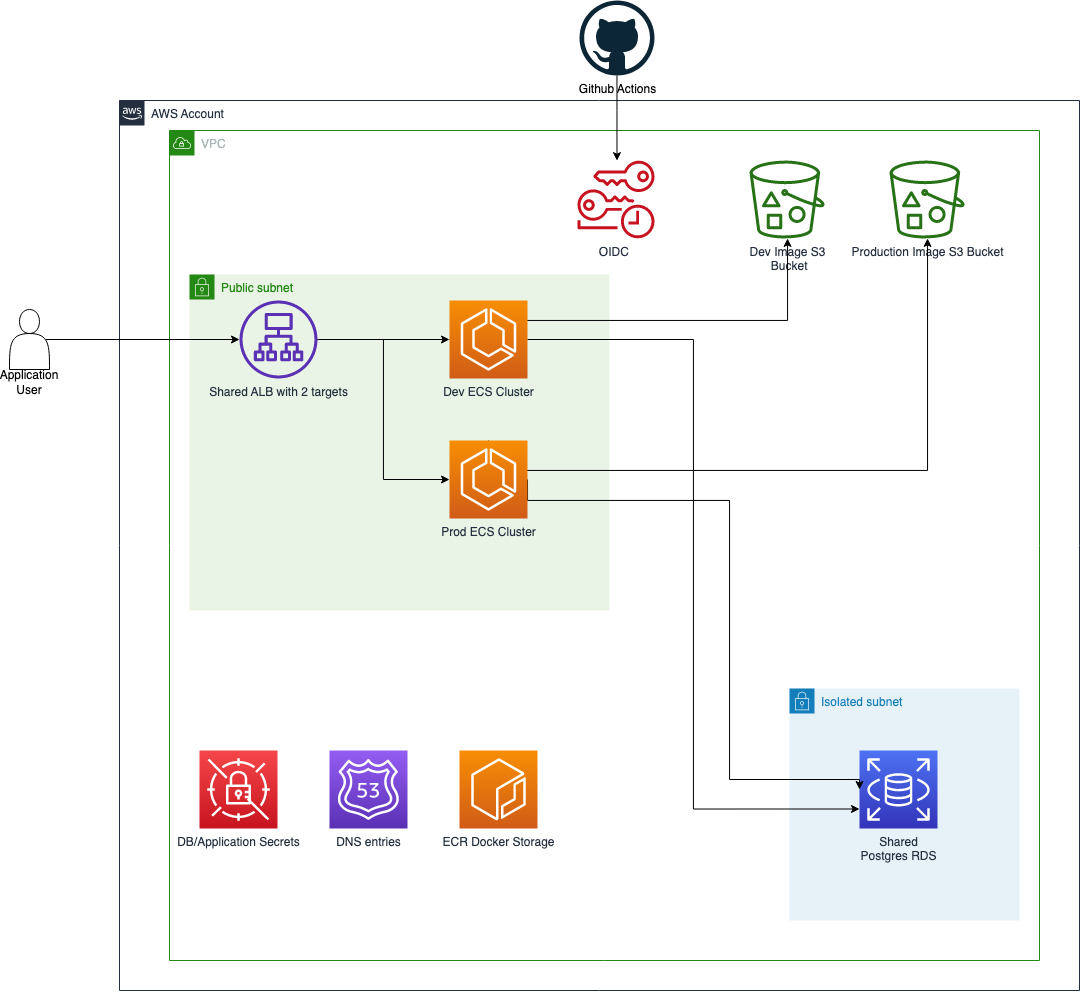 Github Actions
aws
AWS Account
VPC
OIDC
Dev Image S3
Bucket
Production Image S3 Bucket
Public subnet
Application
User
Shared ALB with 2 targets
Dev ECS Cluster
Prod ECS Cluster
Isolated subnet
53
DB/Application Secrets
DNS entries
ECR Docker Storage
Shared
Postgres RDS